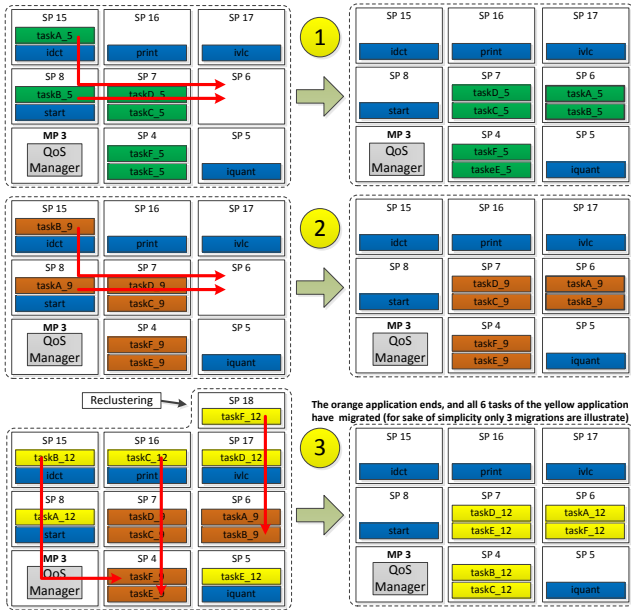 SP 15
SP 16
SP 17
taskA_5
idct
print
ivlc
SP 8
SP 7
SP 6
taskB_5
taskD_5
start
taskC_5
MP 3
SP 4
SP 5
QoS
Manager
taskF_5
taskE_5
iquant
1
SP 15
SP 16
SP 17
idct
print
ivlc
SP 8
SP 7
SP 6
taskD_5
taskA_5
start
taskC_5
taskB_5
MP 3
SP 4
SP 5
QoS
Manager
taskF_5
taskeE_5
iquant
SP 15
SP 16
SP 17
taskB_9
idct
print
ivlc
SP 8
SP 7
SP 6
taskA_9
taskD_9
start
taskC_9
MP 3
SP 4
SP 5
QoS
Manager
taskF_9
taskE_9
iquant
2
SP 15
SP 16
SP 17
idct
print
ivlc
SP 8
SP 7
SP 6
taskD_9
taskA_9
start
taskC_9
taskB_9
MP 3
SP 4
SP 5
QoS
Manager
taskF_9
taskE_9
iquant
Reclustering
SP 18
taskF_12
SP 15
SP 16
SP 17
taskB_12
taskC_12
taskD_12
idct
print
ivlc
SP 8
SP 7
SP 6
taskA_12
taskD_9
taskA_9
start
taskC_9
taskB_9
MP 3
SP 4
SP 5
QoS
Manager
taskF_9
taskE_12
taskE_9
iquant
The orange application ends, and all 6 tasks of the yellow application
have migrated (for sake of simplicity only 3 migrations are illustrate)
3
SP 15
SP 16
SP 17
idct
print
ivlc
SP 8
SP 7
SP 6
taskD_12
taskA_12
start
taskE_12
taskF_12
MP 3
SP 4
SP 5
QoS
Manager
taskB_12
taskC_12
iquant